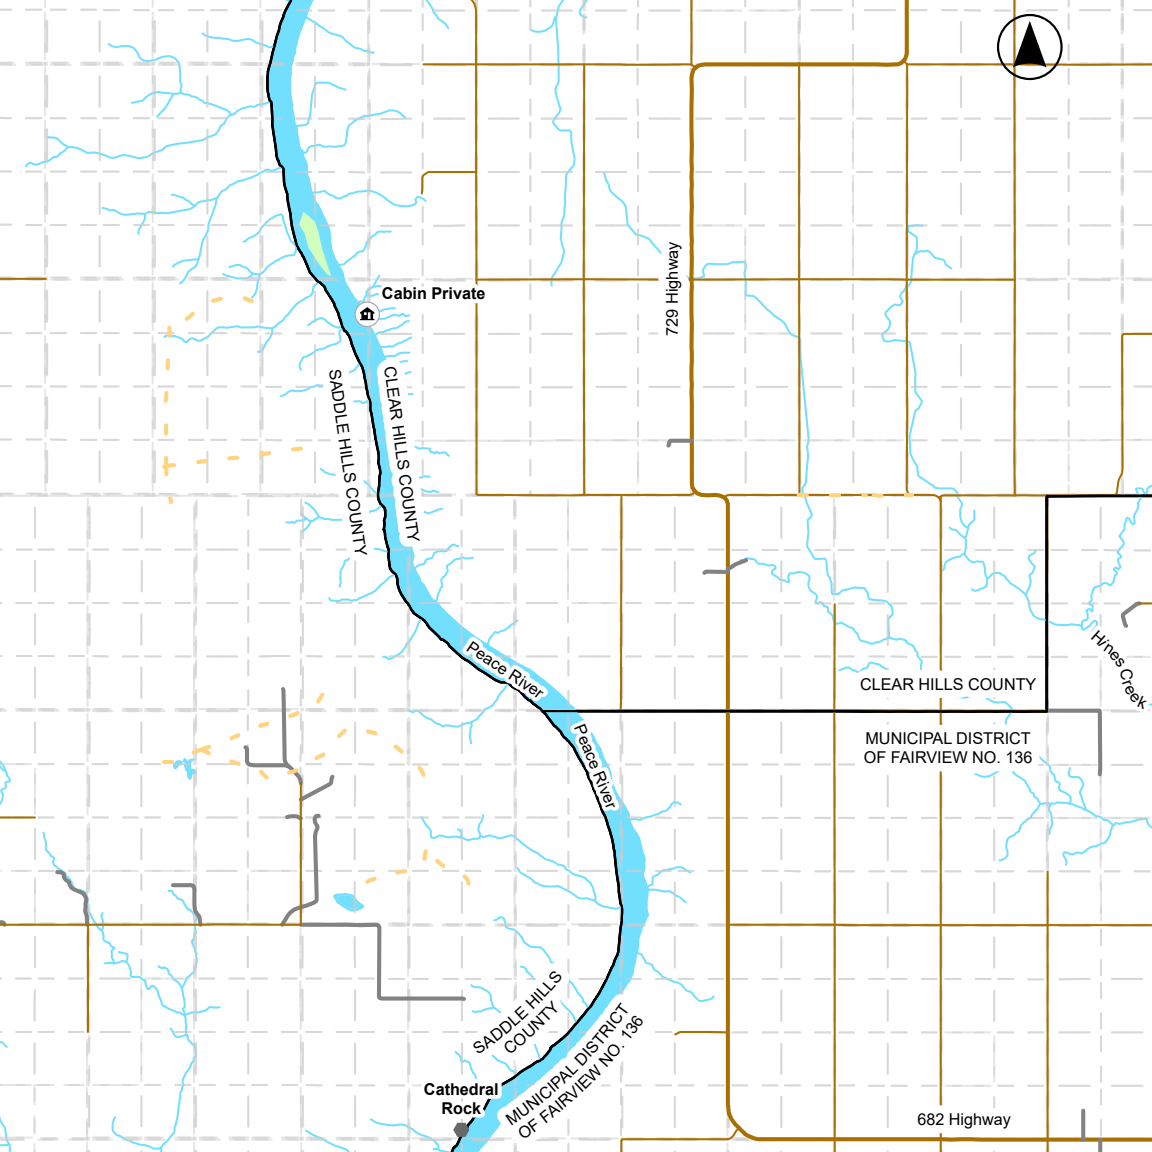 729 Highway
Cabin Private
SADDLE HILLS COUNTY
CLEAR HILLS COUNTY
Peace River
Peace River
Hines Creek
CLEAR HILLS COUNTY
MUNICIPAL DISTRICT
OF FAIRVIEW NO. 136
SADDLE HILLS
COUNTY
MUNICIPAL DISTRICT
OF FAIRVIEW NO. 136
Cathedral
Rock
682 Highway